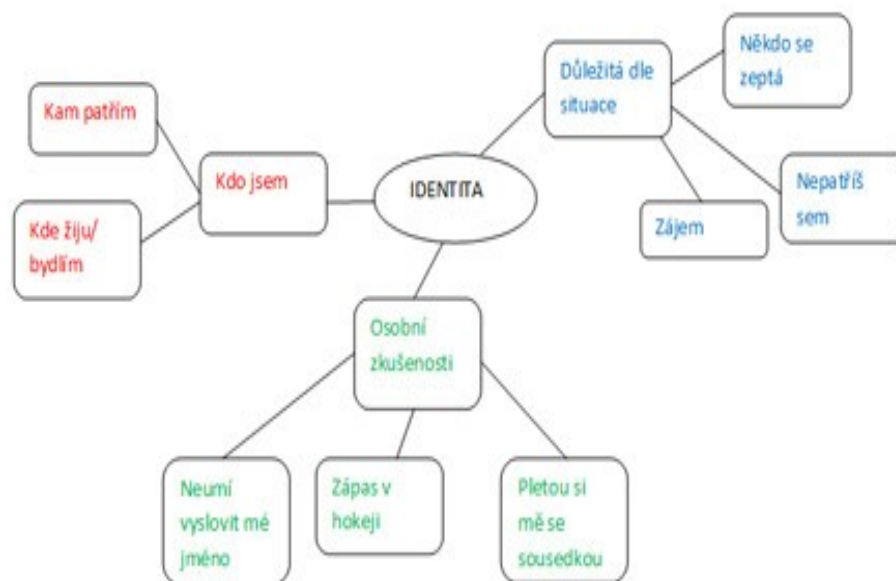 Někdo se
zeptá
Důležitá dle
situace
Kam patřím
Kdo jsem
IDENTITA
Nepatříš
sem
Kde žiju/
bydlím
Zájem
Osobní
zkušenosti
Neumí
vyslovit mé
jméno
Zápas v
hokeji
Pletou si
mě se
sousedkou